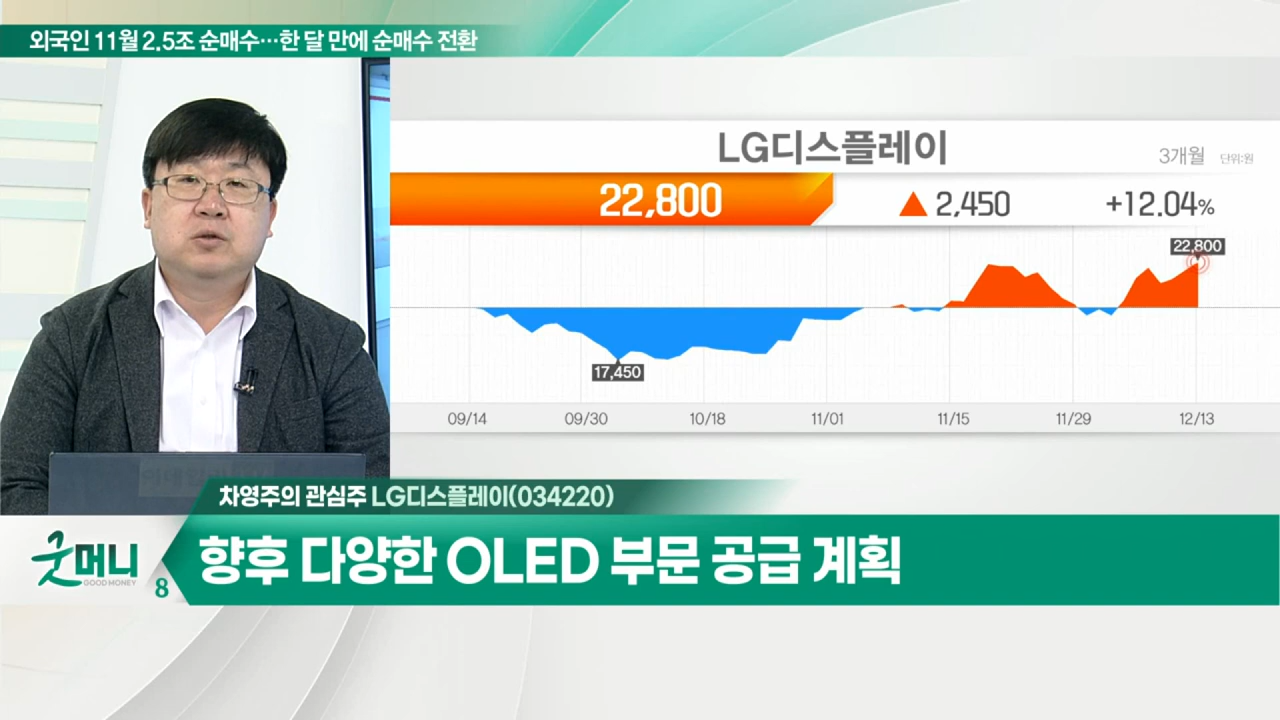 외국인 11월 2.5조 순매수…한 달 만에 순매수 전환
LG디스플레이
3개월 단위:원
22,800 ▲ 2,450 +12.04%
22,800
17,450
09/14 09/30 10/18 11/01 11/15 11/29 12/13
차영주의 관심주 LG디스플레이(034220)
굿머니
GOOD MONEY
8
향후 다양한 OLED 부문 공급 계획